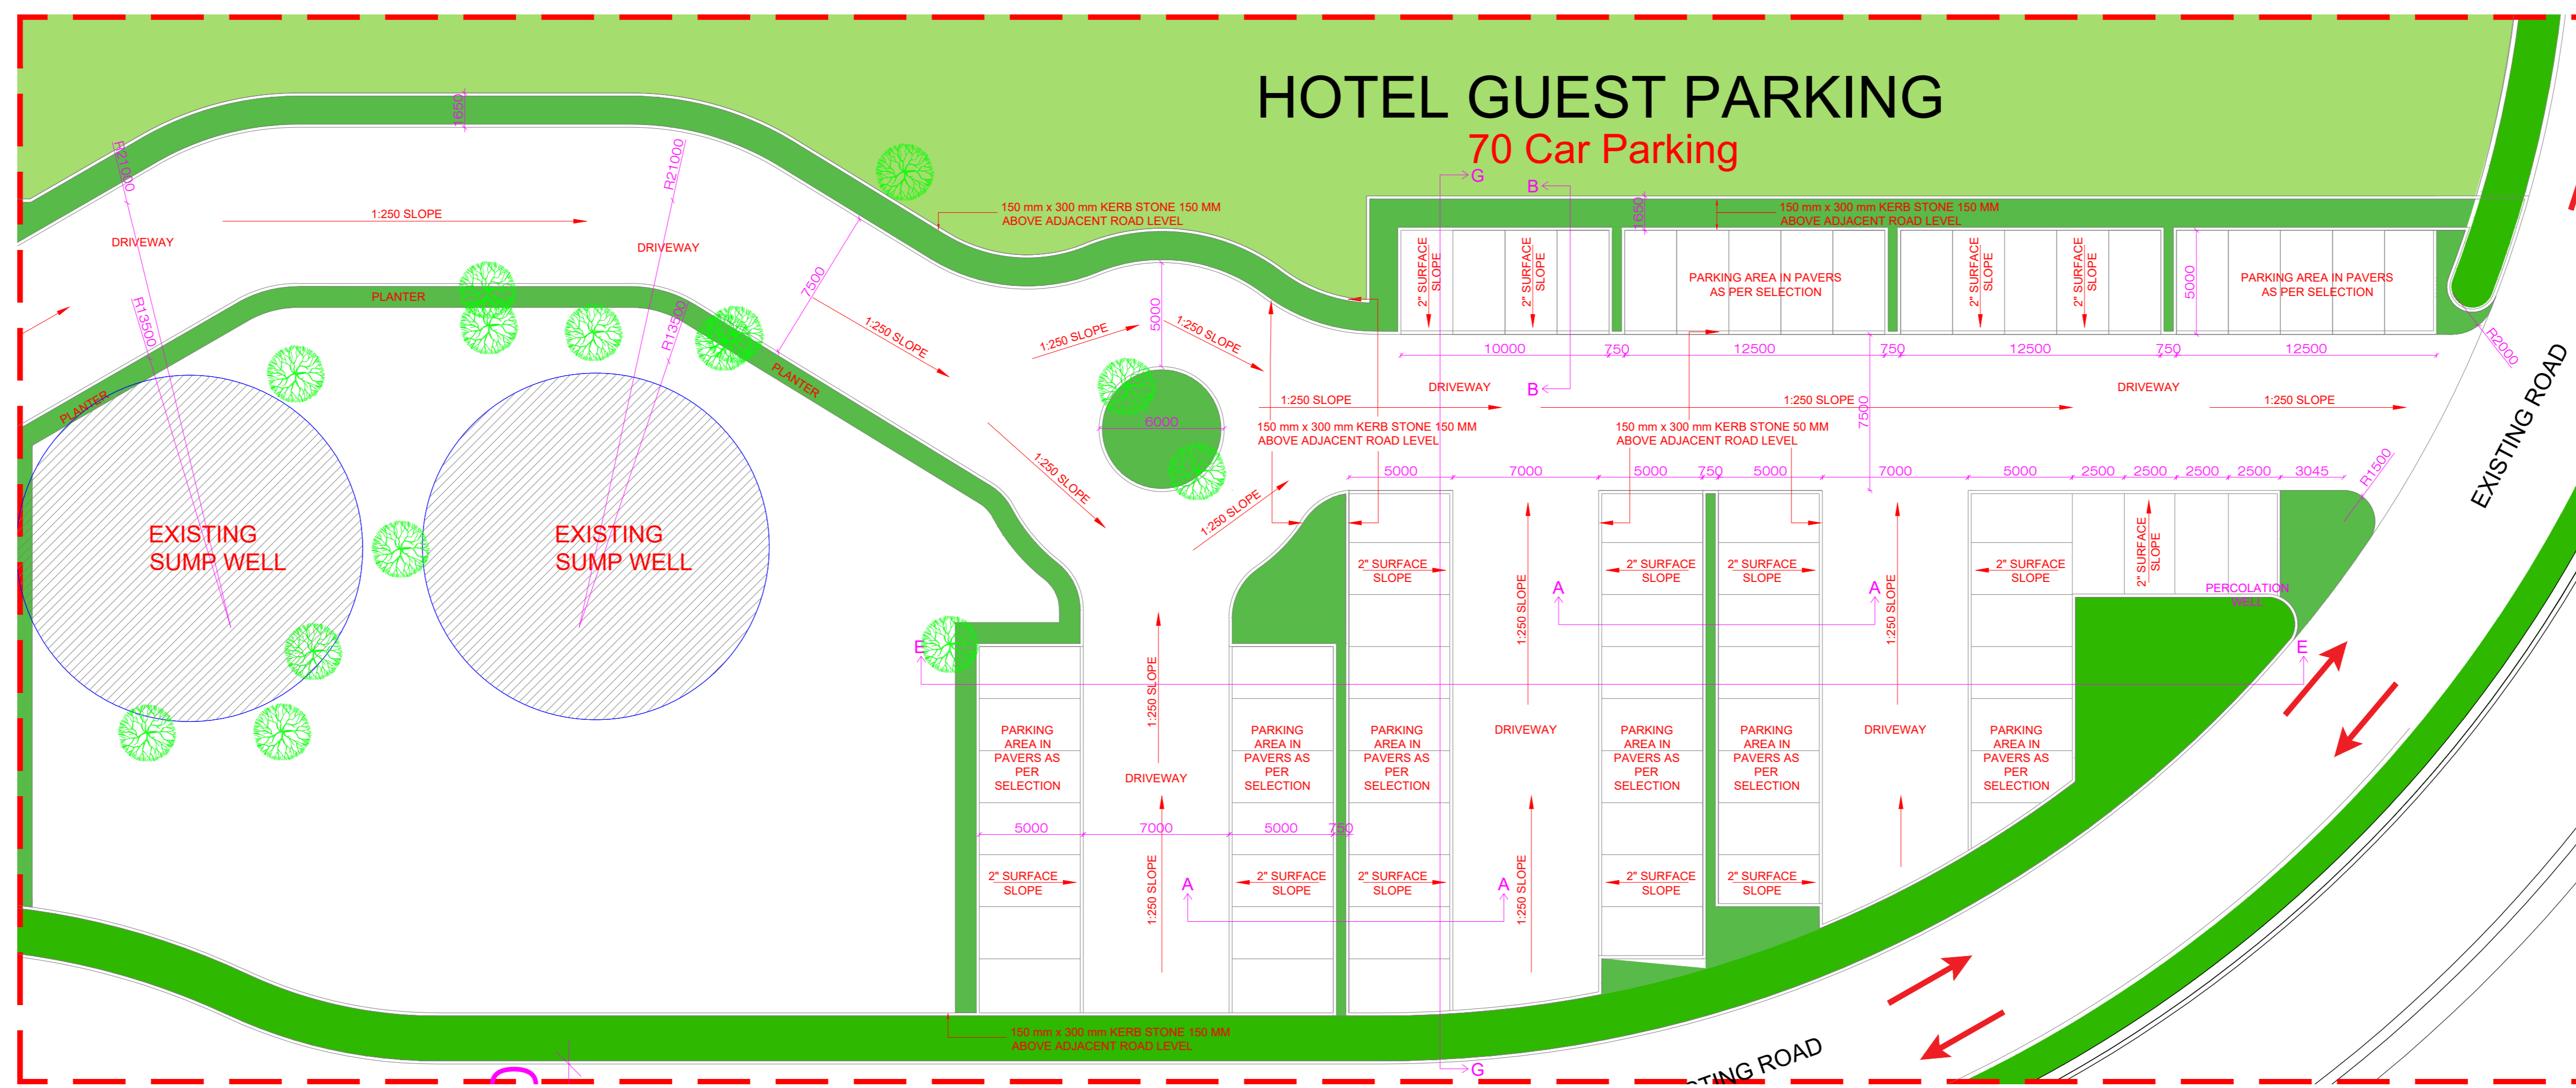 HOTEL GUEST PARKING
70 Car Parking
1650
R21000
R21000
1:250 SLOPE
DRIVEWAY
DRIVEWAY
150 mm x 300 mm KERB STONE 150 MM
ABOVE ADJACENT ROAD LEVEL
G
B
1650
150 mm x 300 mm KERB STONE 150 MM
ABOVE ADJACENT ROAD LEVEL
2" SURFACE
SLOPE
2" SURFACE
SLOPE
PARKING AREA IN PAVERS
AS PER SELECTION
2" SURFACE
SLOPE
2" SURFACE
SLOPE
5000
PARKING AREA IN PAVERS
AS PER SELECTION
7500
PLANTER
R13500
R13500
1:250 SLOPE
1:250 SLOPE
5000
1:250 SLOPE
10000
750
12500
750
12500
750
12500
R2000
PLANTER
PLANTER
DRIVEWAY
B
DRIVEWAY
1:250 SLOPE
1:250 SLOPE
7500
1:250 SLOPE
6000
150 mm x 300 mm KERB STONE 150 MM
ABOVE ADJACENT ROAD LEVEL
150 mm x 300 mm KERB STONE 50 MM
ABOVE ADJACENT ROAD LEVEL
EXISTING ROAD
1:250 SLOPE
1:250 SLOPE
5000
7000
5000
750
5000
7000
5000
2500
2500
2500
2500
3045
R1500
EXISTING
SUMP WELL
EXISTING
SUMP WELL
2" SURFACE
SLOPE
1:250 SLOPE
2" SURFACE
SLOPE
2" SURFACE
SLOPE
1:250 SLOPE
2" SURFACE
SLOPE
2" SURFACE
SLOPE
PERCOLATION
WELL
A
A
E
E
1:250 SLOPE
PARKING
AREA IN
PAVERS AS
PER
SELECTION
DRIVEWAY
PARKING
AREA IN
PAVERS AS
PER
SELECTION
PARKING
AREA IN
PAVERS AS
PER
SELECTION
DRIVEWAY
PARKING
AREA IN
PAVERS AS
PER
SELECTION
PARKING
AREA IN
PAVERS AS
PER
SELECTION
DRIVEWAY
PARKING
AREA IN
PAVERS AS
PER
SELECTION
5000
7000
5000
750
2" SURFACE
SLOPE
1:250 SLOPE
2" SURFACE
SLOPE
2" SURFACE
SLOPE
1:250 SLOPE
2" SURFACE
SLOPE
2" SURFACE
SLOPE
A
A
150 mm x 300 mm KERB STONE 150 MM
ABOVE ADJACENT ROAD LEVEL
G
ROAD